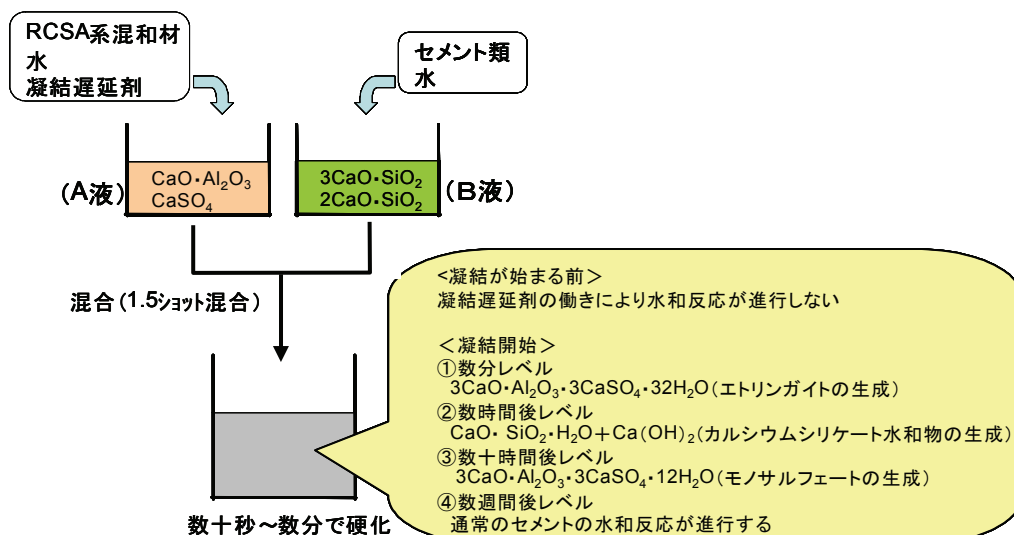 RCSA系混和材
水
凝結遅延剤
セメント類
水
(A液)
CaO・Al₂O₃
CaSO₄
3CaO・SiO₂
2CaO・SiO₂
(B液)
混合(1.5ショット混合)
<凝結が始まる前>
凝結遅延剤の働きにより水和反応が進行しない
<凝結開始>
①数分レベル
3CaO・Al₂O₃・3CaSO₄・32H₂O(エトリンガイトの生成)
②数時間後レベル
CaO・ SiO₂・H₂O+Ca(OH)₂(カルシウムシリケート水和物の生成)
③数十時間後レベル
3CaO・Al₂O₃・3CaSO₄・12H₂O(モノサルフェートの生成)
④数週間後レベル
通常のセメントの水和反応が進行する
数十秒～数分で硬化